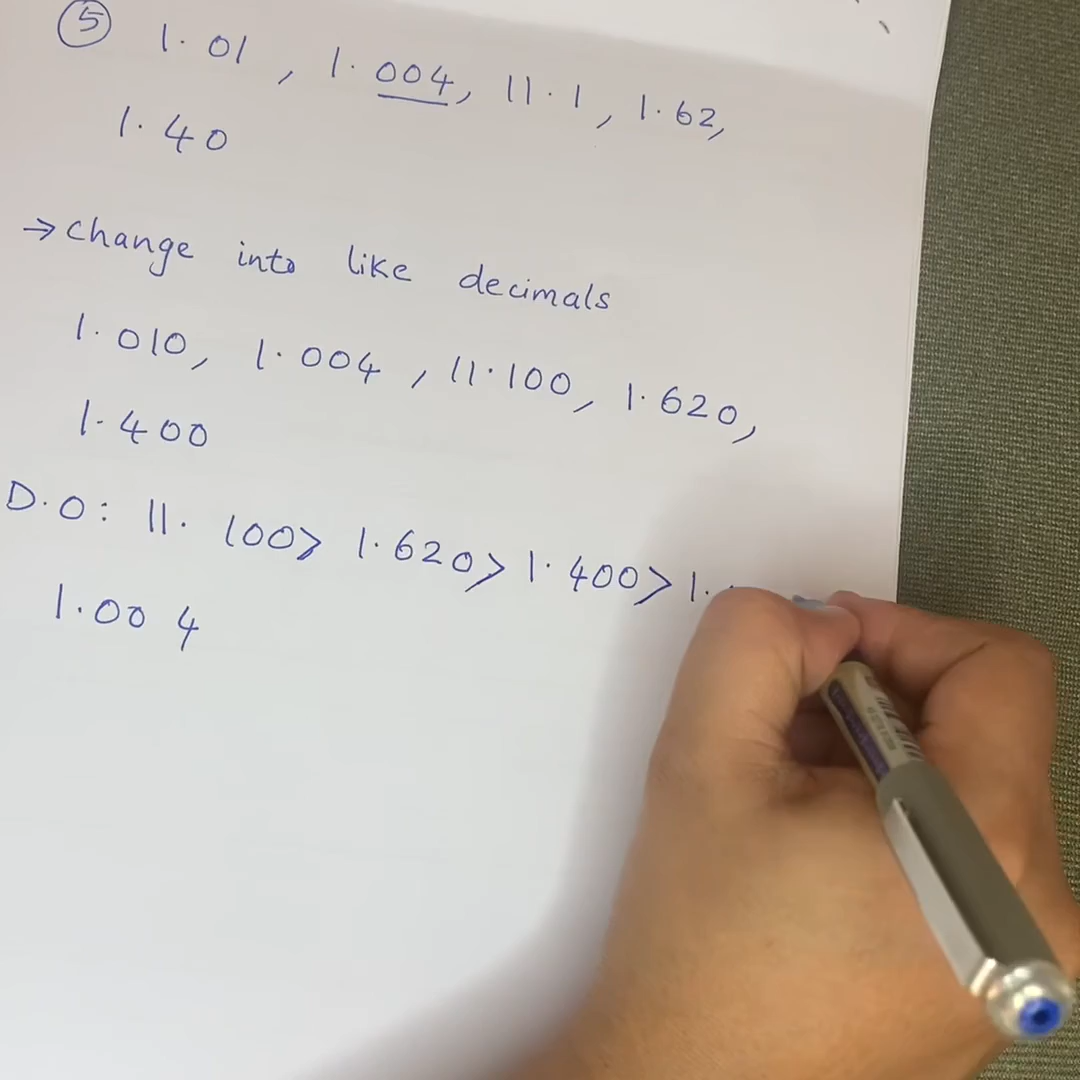 ⑤ 1.01, 1.004, 11.1, 1.62,
1.40
→ change into like decimals
1.010, 1.004, 11.100, 1.620,
1.400
D.O: 11.100> 1.620> 1.400> 1.
1.004